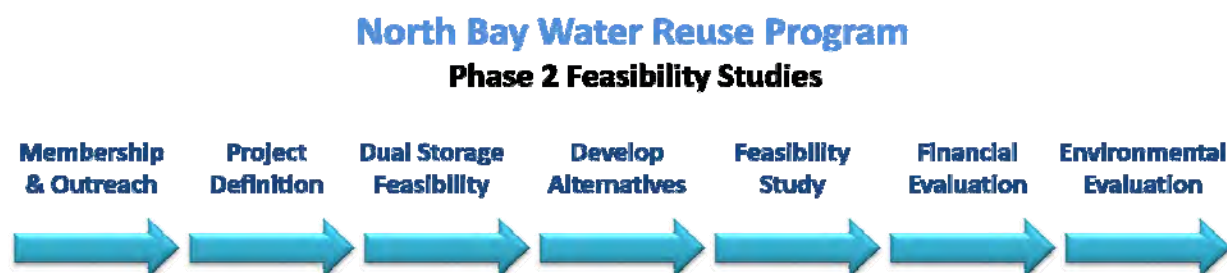 North Bay Water Reuse Program
Phase 2 Feasibility Studies
Membership
& Outreach
Project
Definition
Dual Storage
Feasibility
Develop
Alternatives
Feasibility
Study
Financial
Evaluation
Environmental
Evaluation